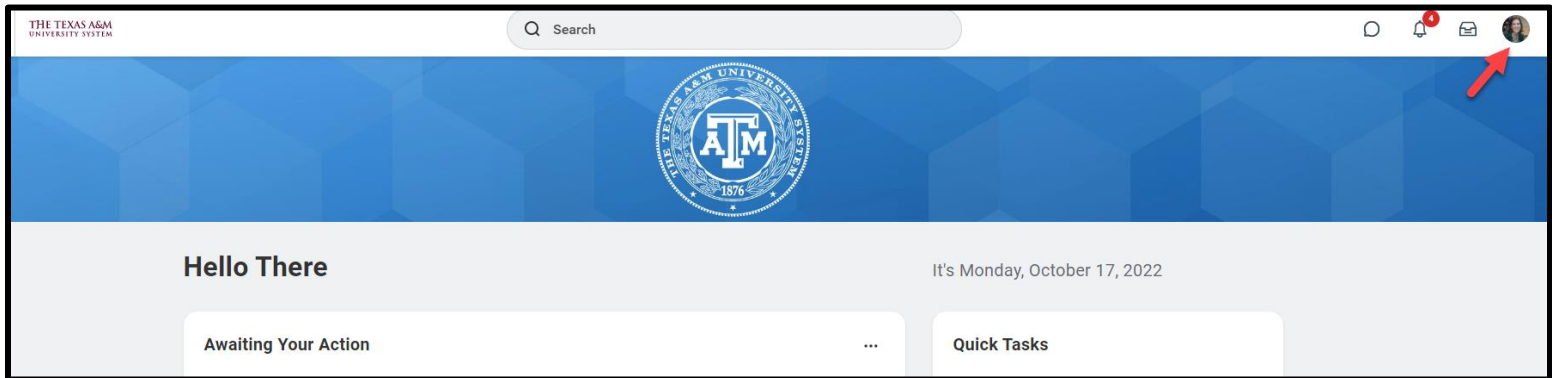 THE TEXAS A&M
UNIVERSITY SYSTEM
Search
4
THE TEXAS A&M UNIVERSITY SYSTEM
ATM
1876
Hello There
It's Monday, October 17, 2022
Awaiting Your Action
...
Quick Tasks